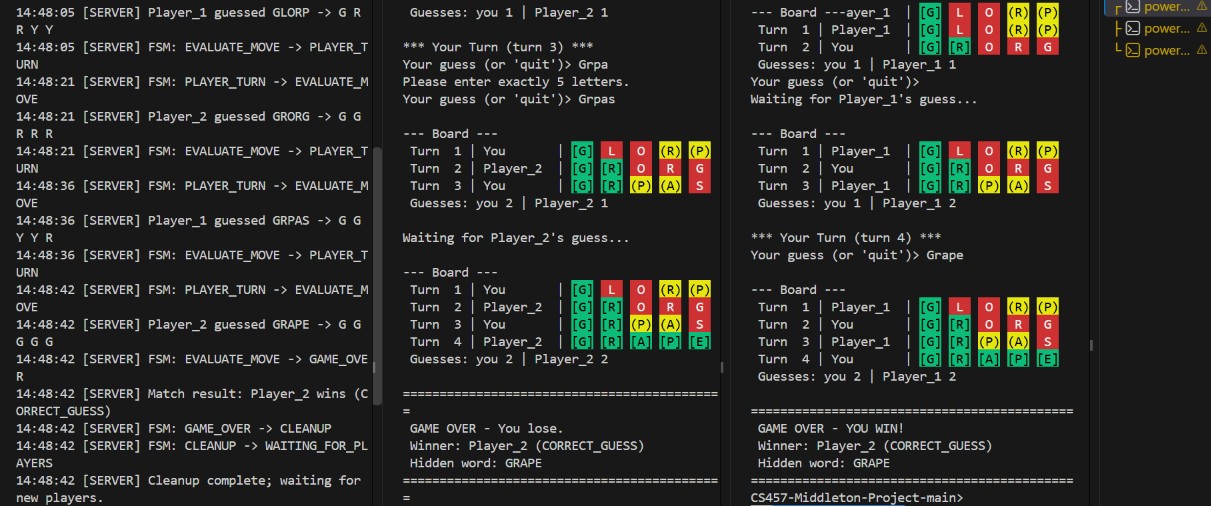 14:48:05 [SERVER] Player_1 guessed GLORP -> G R
R Y Y
14:48:05 [SERVER] FSM: EVALUATE_MOVE -> PLAYER_T
URN
14:48:21 [SERVER] FSM: PLAYER_TURN -> EVALUATE_M
OVE
14:48:21 [SERVER] Player_2 guessed GRORG -> G G
R R R
14:48:21 [SERVER] FSM: EVALUATE_MOVE -> PLAYER_T
URN
14:48:36 [SERVER] FSM: PLAYER_TURN -> EVALUATE_M
OVE
14:48:36 [SERVER] Player_1 guessed GRPAS -> G G
Y Y R
14:48:36 [SERVER] FSM: EVALUATE_MOVE -> PLAYER_T
URN
14:48:42 [SERVER] FSM: PLAYER_TURN -> EVALUATE_M
OVE
14:48:42 [SERVER] Player_2 guessed GRAPE -> G G
G G G
14:48:42 [SERVER] FSM: EVALUATE_MOVE -> GAME_OVE
R
14:48:42 [SERVER] Match result: Player_2 wins (C
ORRECT_GUESS)
14:48:42 [SERVER] FSM: GAME_OVER -> CLEANUP
14:48:42 [SERVER] FSM: CLEANUP -> WAITING_FOR_PL
AYERS
14:48:42 [SERVER] Cleanup complete; waiting for
new players.
Guesses: you 1 | Player_2 1
*** Your Turn (turn 3) ***
Your guess (or 'quit')> Grpa
Please enter exactly 5 letters.
Your guess (or 'quit')> Grpas
--- Board ---
Turn 1 | You | [G] L O (R) (P)
Turn 2 | Player_2 | [G] [R] O R G
Turn 3 | You | [G] [R] (P) (A) S
Guesses: you 2 | Player_2 1
Waiting for Player_2's guess...
--- Board ---
Turn 1 | You | [G] L O (R) (P)
Turn 2 | Player_2 | [G] [R] O R G
Turn 3 | You | [G] [R] (P) (A) S
Turn 4 | Player_2 | [G] [R] [A] [P] [E]
Guesses: you 2 | Player_2 2
=============================================
=
GAME OVER - You lose.
Winner: Player_2 (CORRECT_GUESS)
Hidden word: GRAPE
=============================================
=
--- Board ---ayer_1 | [G] L O (R) (P)
Turn 1 | Player_1 | [G] L O (R) (P)
Turn 2 | You | [G] [R] O R G
Guesses: you 1 | Player_1 1
Your guess (or 'quit')>
Waiting for Player_1's guess...
--- Board ---
Turn 1 | Player_1 | [G] L O (R) (P)
Turn 2 | You | [G] [R] O R G
Turn 3 | Player_1 | [G] [R] (P) (A) S
Guesses: you 1 | Player_1 2
*** Your Turn (turn 4) ***
Your guess (or 'quit')> Grape
--- Board ---
Turn 1 | Player_1 | [G] L O (R) (P)
Turn 2 | You | [G] [R] O R G
Turn 3 | Player_1 | [G] [R] (P) (A) S
Turn 4 | You | [G] [R] [A] [P] [E]
Guesses: you 2 | Player_1 2
==============================================
GAME OVER - YOU WIN!
Winner: Player_2 (CORRECT_GUESS)
Hidden word: GRAPE
==============================================
CS457-Middleton-Project-main>
power...
power...
power...